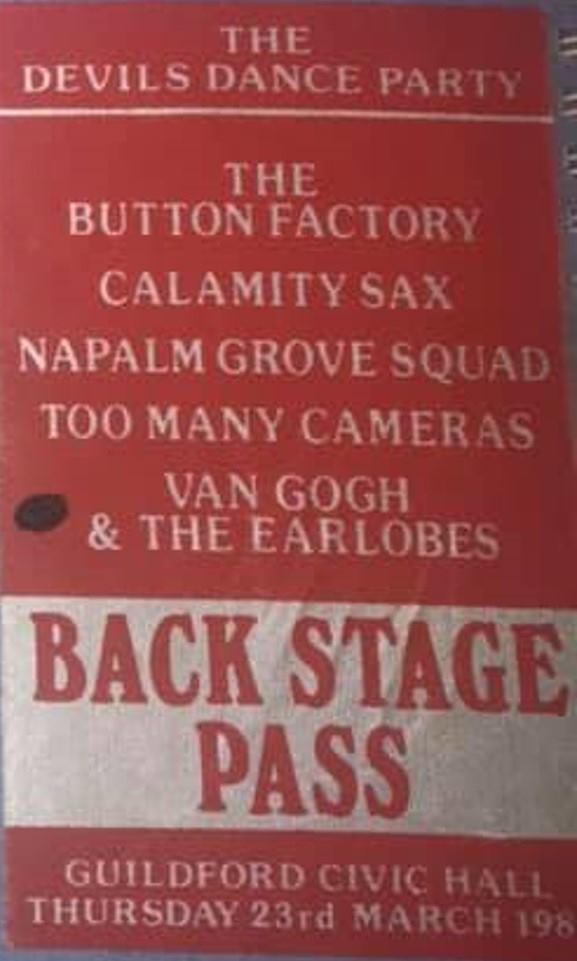 THE
DEVILS DANCE PARTY
THE
BUTTON FACTORY
CALAMITY SAX
NAPALM GROVE SQUAD
TOO MANY CAMERAS
VAN GOGH
& THE EARLOBES
BACK STAGE
PASS
GUILDFORD CIVIC HALL
THURSDAY 23rd MARCH 198